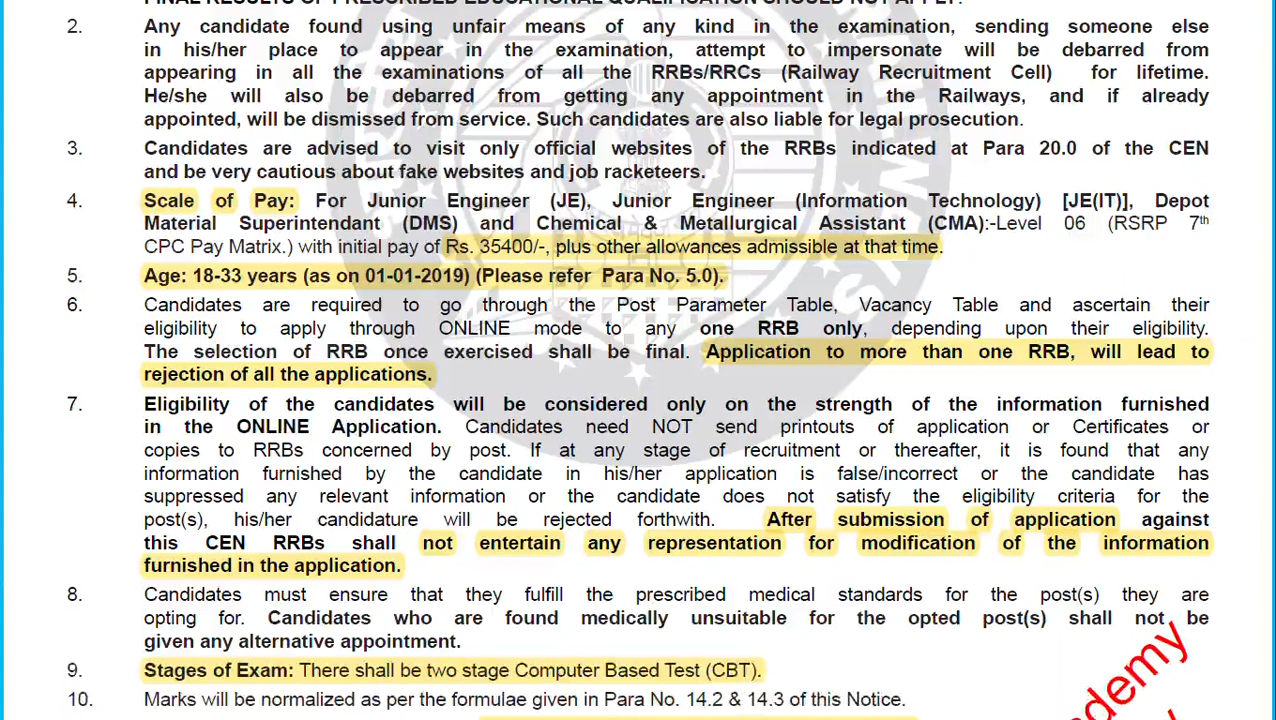 FINAL RESULTS OF PRESCRIBED EDUCATIONAL QUALIFICATION SHOULD NOT APPLY.
2. Any candidate found using unfair means of any kind in the examination, sending someone else
in his/her place to appear in the examination, attempt to impersonate will be debarred from
appearing in all the examinations of all the RRBs/RRCs (Railway Recruitment Cell) for lifetime.
He/she will also be debarred from getting any appointment in the Railways, and if already
appointed, will be dismissed from service. Such candidates are also liable for legal prosecution.
3. Candidates are advised to visit only official websites of the RRBs indicated at Para 20.0 of the CEN
and be very cautious about fake websites and job racketeers.
4. Scale of Pay: For Junior Engineer (JE), Junior Engineer (Information Technology) [JE(IT)], Depot
Material Superintendant (DMS) and Chemical & Metallurgical Assistant (CMA):-Level 06 (RSRP 7th
CPC Pay Matrix.) with initial pay of Rs. 35400/-, plus other allowances admissible at that time.
5. Age: 18-33 years (as on 01-01-2019) (Please refer Para No. 5.0).
6. Candidates are required to go through the Post Parameter Table, Vacancy Table and ascertain their
eligibility to apply through ONLINE mode to any one RRB only, depending upon their eligibility.
The selection of RRB once exercised shall be final. Application to more than one RRB, will lead to
rejection of all the applications.
7. Eligibility of the candidates will be considered only on the strength of the information furnished
in the ONLINE Application. Candidates need NOT send printouts of application or Certificates or
copies to RRBs concerned by post. If at any stage of recruitment or thereafter, it is found that any
information furnished by the candidate in his/her application is false/incorrect or the candidate has
suppressed any relevant information or the candidate does not satisfy the eligibility criteria for the
post(s), his/her candidature will be rejected forthwith. After submission of application against
this CEN RRBs shall not entertain any representation for modification of the information
furnished in the application.
8. Candidates must ensure that they fulfill the prescribed medical standards for the post(s) they are
opting for. Candidates who are found medically unsuitable for the opted post(s) shall not be
given any alternative appointment.
9. Stages of Exam: There shall be two stage Computer Based Test (CBT).
10. Marks will be normalized as per the formulae given in Para No. 14.2 & 14.3 of this Notice.